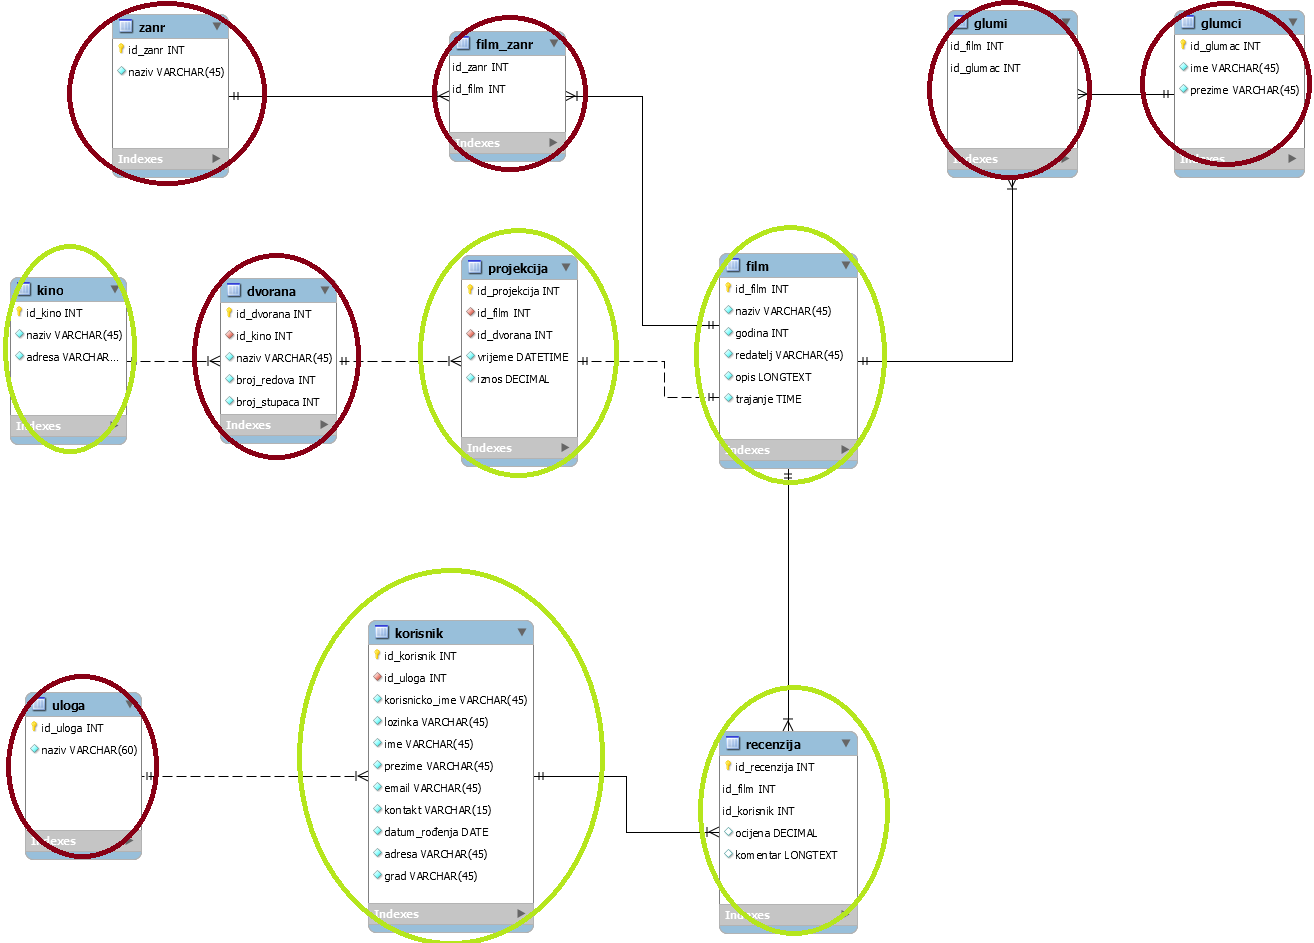 zanr
id_zanr INT
naziv VARCHAR(45)
Indexes
film_zanr
id_zanr INT
id_film INT
Indexes
glumi
id_film INT
id_glumac INT
Indexes
glumci
id_glumac INT
ime VARCHAR(45)
prezime VARCHAR(45)
Indexes
kino
id_kino INT
naziv VARCHAR(45)
adresa VARCHAR...
Indexes
dvorana
id_dvorana INT
id_kino INT
naziv VARCHAR(45)
broj_redova INT
broj_stupaca INT
Indexes
projekcija
id_projekcija INT
id_film INT
id_dvorana INT
vrijeme DATETIME
iznos DECIMAL
Indexes
film
id_film INT
naziv VARCHAR(45)
godina INT
redatelj VARCHAR(45)
opis LONGTEXT
trajanje TIME
Indexes
uloga
id_uloga INT
naziv VARCHAR(60)
Indexes
korisnik
id_korisnik INT
id_uloga INT
korisnicko_ime VARCHAR(45)
lozinka VARCHAR(45)
ime VARCHAR(45)
prezime VARCHAR(45)
email VARCHAR(45)
kontakt VARCHAR(15)
datum_rođenja DATE
adresa VARCHAR(45)
grad VARCHAR(45)
Indexes
recenzija
id_recenzija INT
id_film INT
id_korisnik INT
ocijena DECIMAL
komentar LONGTEXT
Indexes